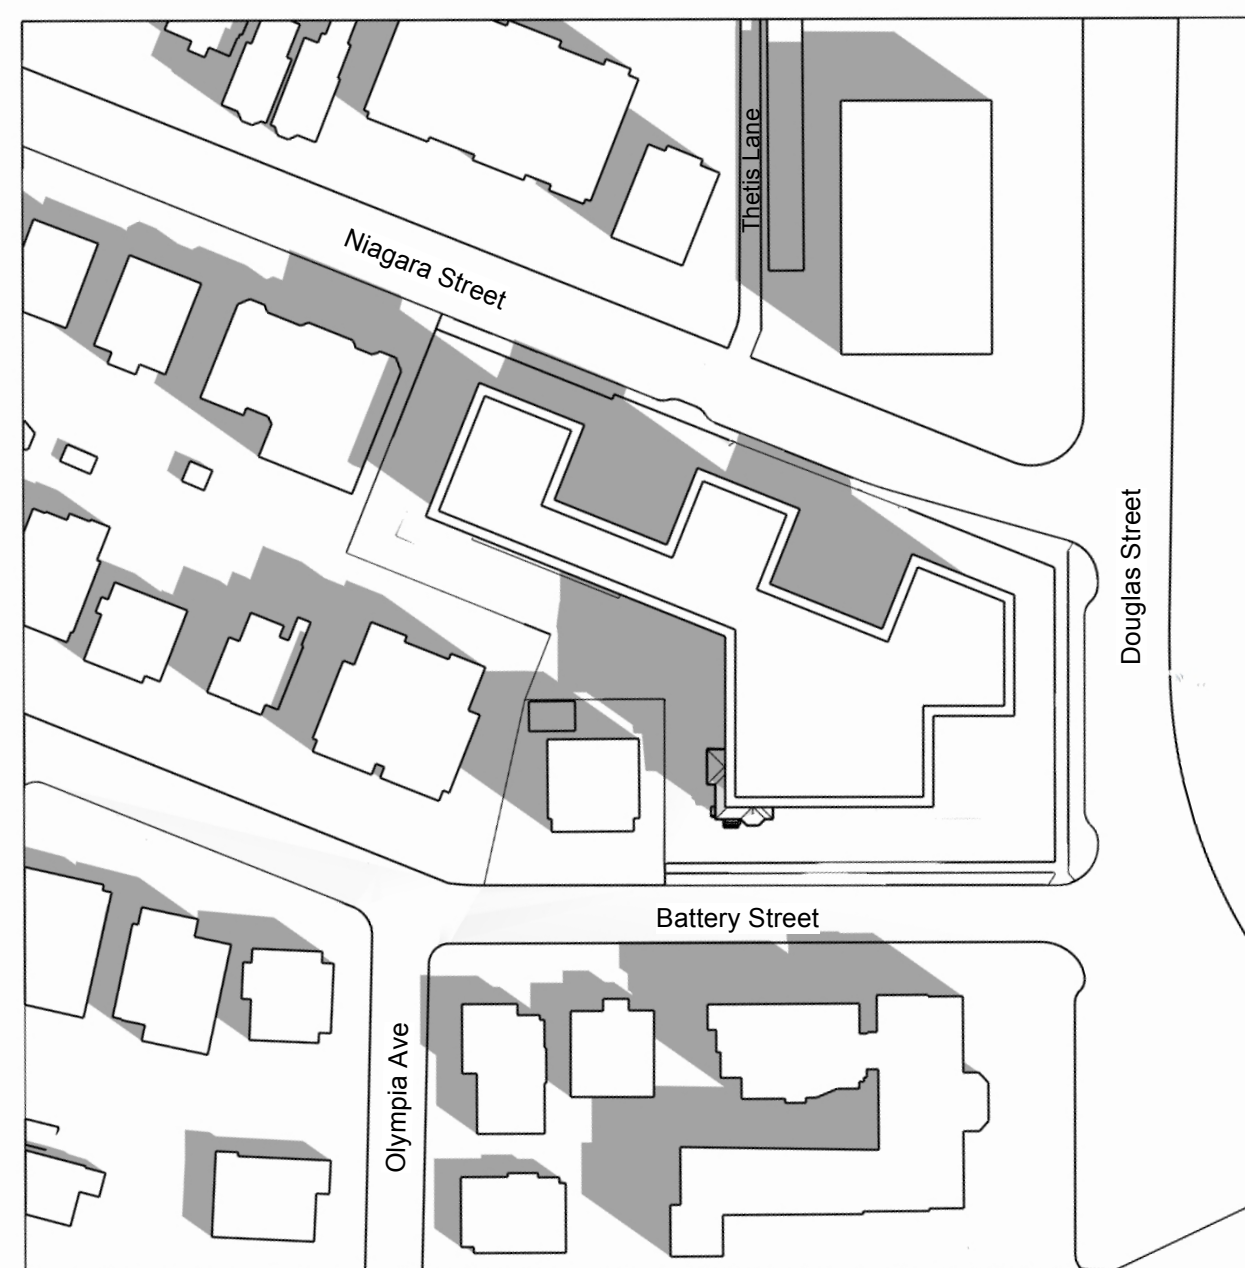 Thetis Lane
Niagara Street
Douglas Street
Battery Street
Olympia Ave